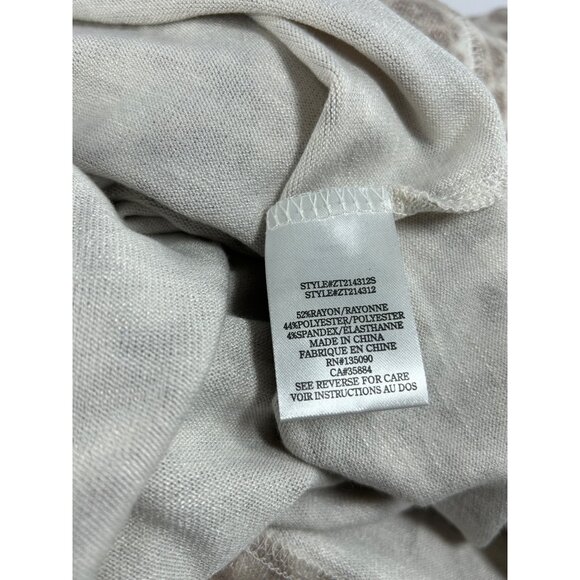 STYLE#ZT214312S
STYLE#ZT214312
52%RAYON/RAYONNE
44%POLYESTER/POLYESTER
4%SPANDEX/ÉLASTHANNE
MADE IN CHINA
FABRIQUE EN CHINE
RN#135090
CA#35884
SEE REVERSE FOR CARE
VOIR INSTRUCTIONS AU DOS